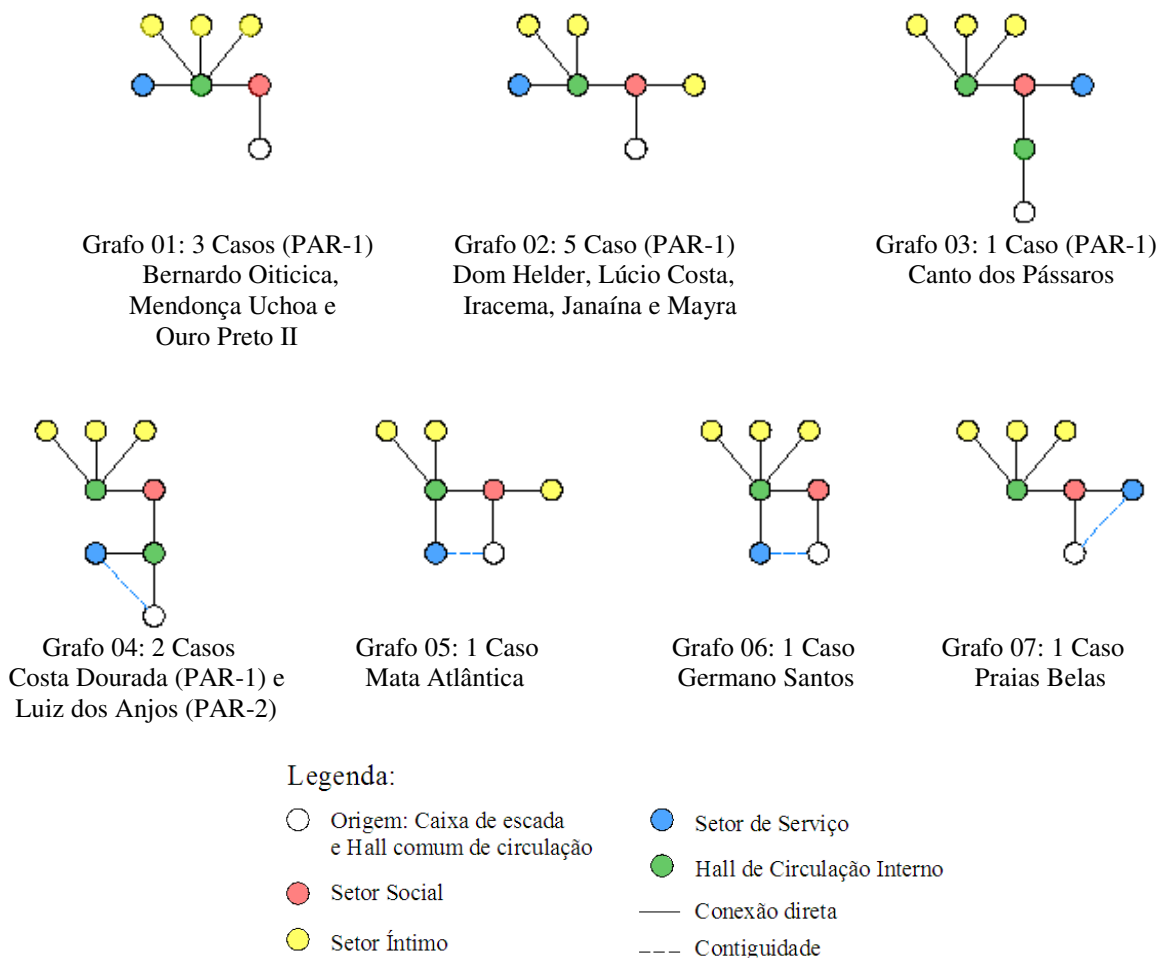 Grafo 01: 3 Casos (PAR-1)
Bernardo Oiticica,
Mendonça Uchoa e
Ouro Preto II
Grafo 02: 5 Caso (PAR-1)
Dom Helder, Lúcio Costa,
Iracema, Janaína e Mayra
Grafo 03: 1 Caso (PAR-1)
Canto dos Pássaros
Grafo 04: 2 Casos
Costa Dourada (PAR-1) e
Luiz dos Anjos (PAR-2)
Grafo 05: 1 Caso
Mata Atlântica
Grafo 06: 1 Caso
Germano Santos
Grafo 07: 1 Caso
Praias Belas
Legenda:
Origem: Caixa de escada
e Hall comum de circulação
Setor Social
Setor Íntimo
Setor de Serviço
Hall de Circulação Interno
Conexão direta
Contiguidade